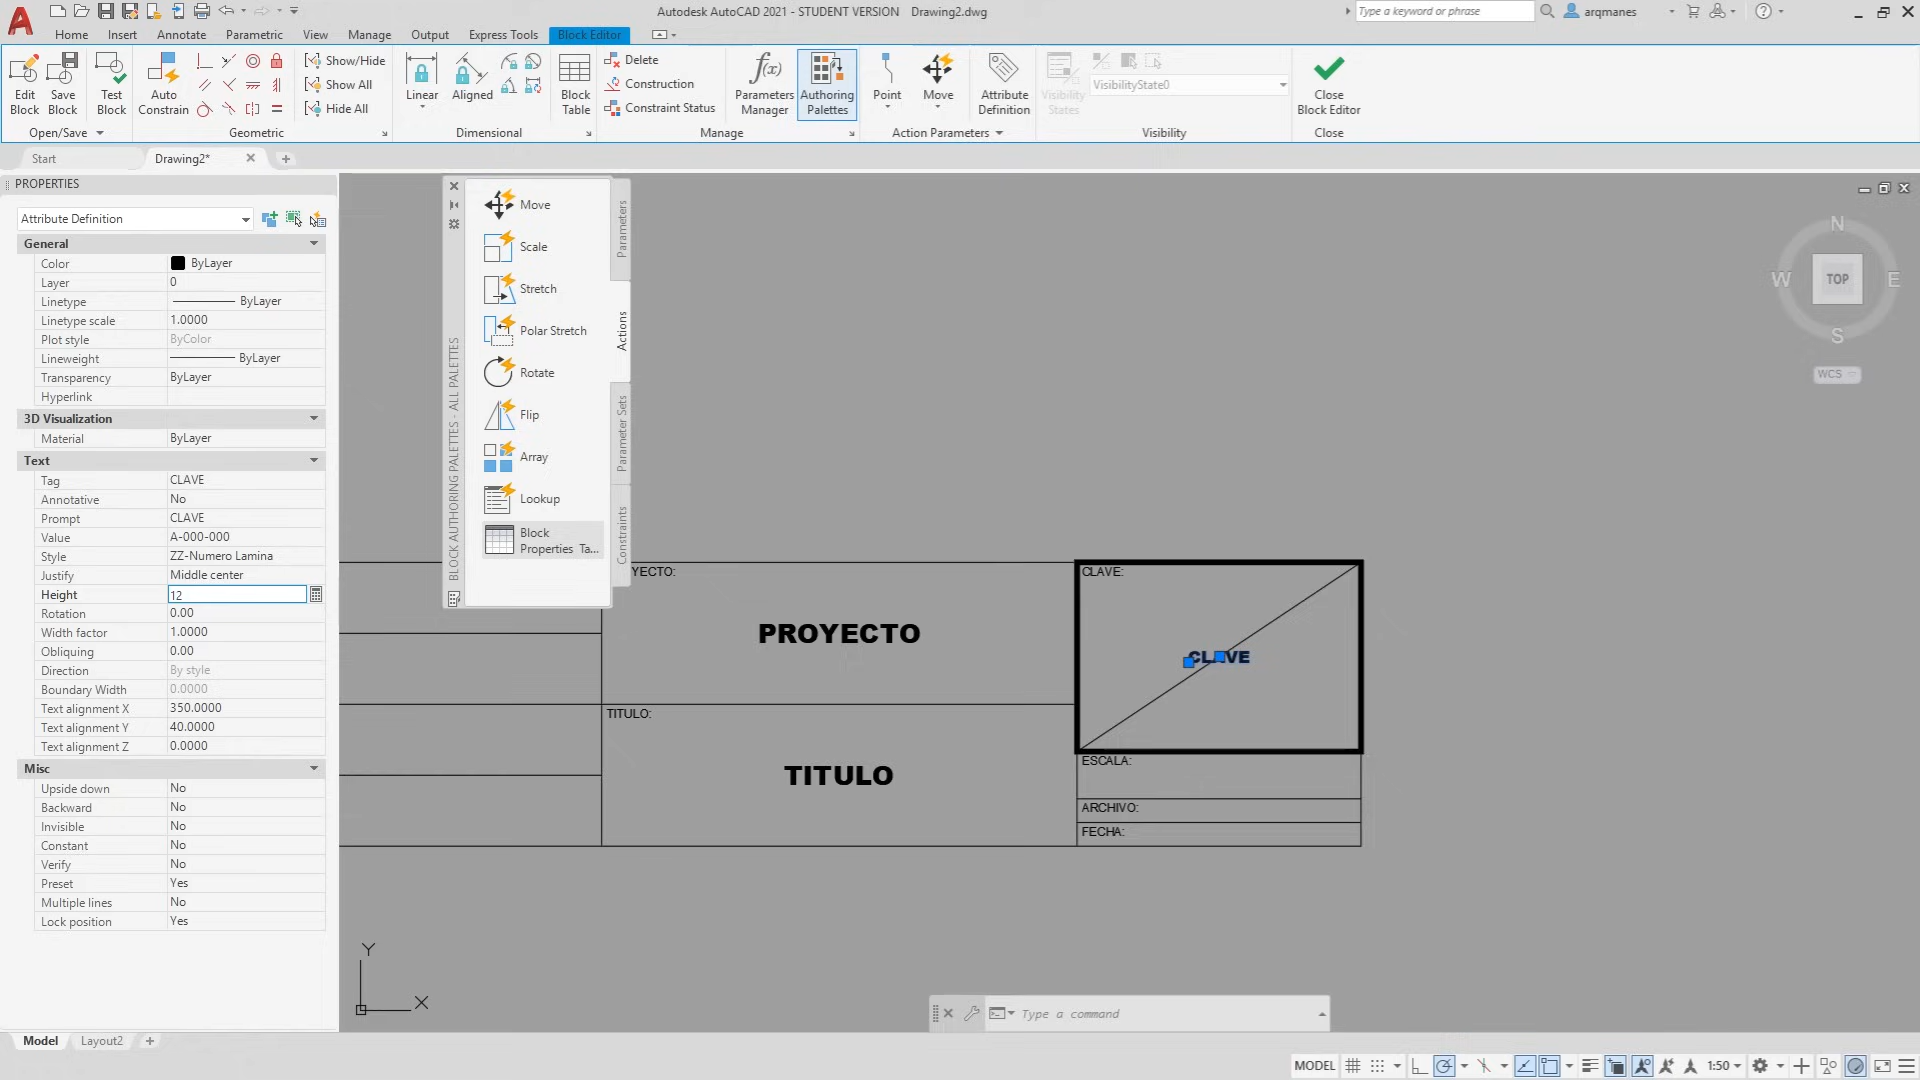 Autodesk AutoCAD 2021 - STUDENT VERSION Drawing2.dwg
Type a keyword or phrase
arqmanes
Home Insert Annotate Parametric View Manage Output Express Tools Block Editor
Edit Block
Save Block
Test Block
Open/Save
Auto Constrain
Show/Hide
Show All
Hide All
Geometric
Linear
Aligned
Dimensional
Block Table
Delete
Construction
Constraint Status
Parameters Manager
Authoring Palettes
Manage
Point
Move
Action Parameters
Attribute Definition
Visibility States
VisibilityState0
Visibility
Close Block Editor
Close
Start
Drawing2*
PROPERTIES
Attribute Definition
General
Color ByLayer
Layer 0
Linetype ByLayer
Linetype scale 1.0000
Plot style ByColor
Lineweight ByLayer
Transparency ByLayer
Hyperlink
3D Visualization
Material ByLayer
Text
Tag CLAVE
Annotative No
Prompt CLAVE
Value A-000-000
Style ZZ-Numero Lamina
Justify Middle center
Height 12
Rotation 0.00
Width factor 1.0000
Obliquing 0.00
Direction By style
Boundary Width 0.0000
Text alignment X 350.0000
Text alignment Y 40.0000
Text alignment Z 0.0000
Misc
Upside down No
Backward No
Invisible No
Constant No
Verify No
Preset Yes
Multiple lines No
Lock position Yes
BLOCK AUTHORING PALETTES - ALL PALETTES
Move
Scale
Stretch
Polar Stretch
Rotate
Flip
Array
Lookup
Block
Properties Ta...
Parameters
Actions
Parameter Sets
Constraints
N
W TOP E
S
WCS
YECTO:
PROYECTO
TITULO:
TITULO
CLAVE:
CLAVE
ESCALA:
ARCHIVO:
FECHA:
Y
X
Type a command
Model Layout2
MODEL
1:50